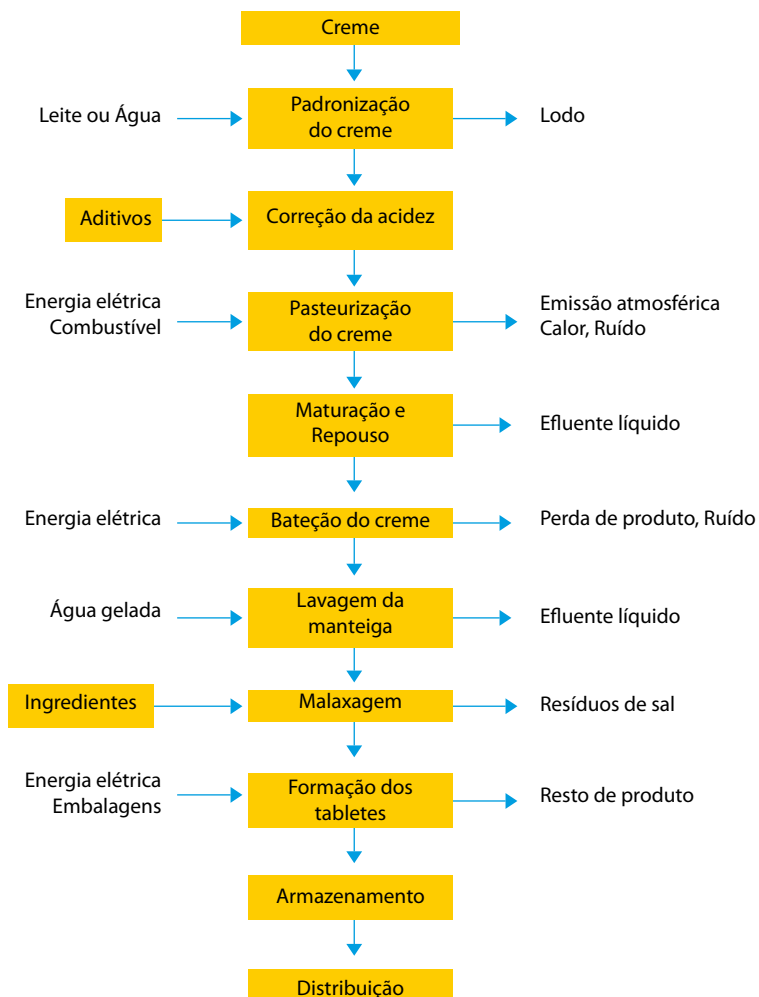 Creme
Leite ou Água
Padronização
do creme
Lodo
Aditivos
Correção da acidez
Energia elétrica
Combustível
Pasteurização
do creme
Emissão atmosférica
Calor, Ruído
Maturação e
Repouso
Efluente líquido
Energia elétrica
Bateção do creme
Perda de produto, Ruído
Água gelada
Lavagem da
manteiga
Efluente líquido
Ingredientes
Malaxagem
Resíduos de sal
Energia elétrica
Embalagens
Formação dos
tabletes
Resto de produto
Armazenamento
Distribuição